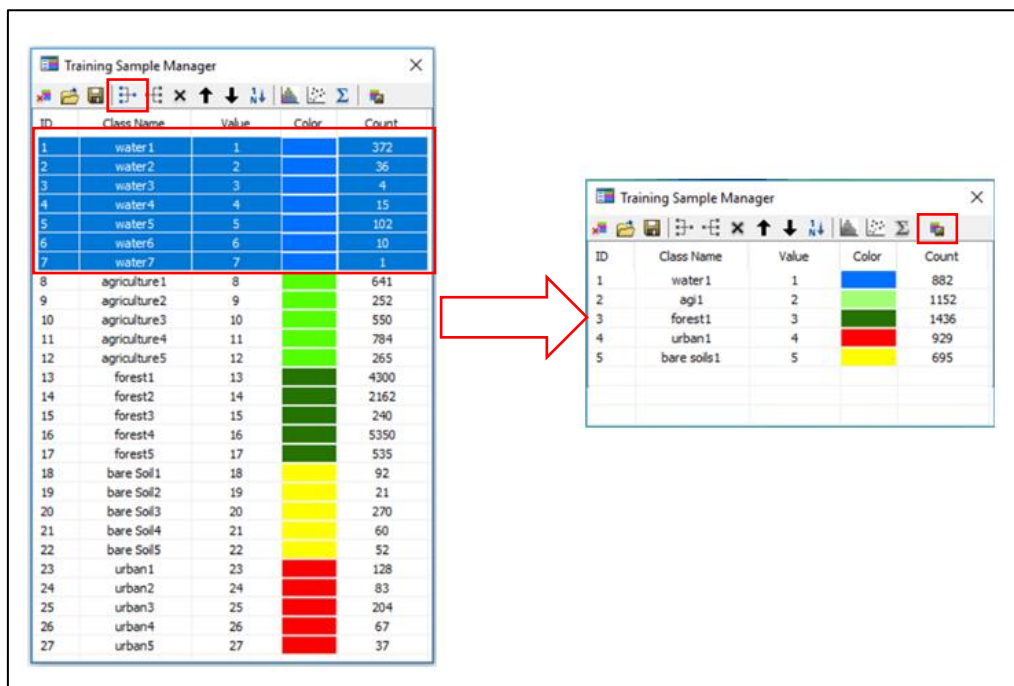 Training Sample Manager
ID Class Name Value Color Count
1 water1 1 372
2 water2 2 36
3 water3 3 4
4 water4 4 15
5 water5 5 102
6 water6 6 10
7 water7 7 1
8 agriculture1 8 641
9 agriculture2 9 252
10 agriculture3 10 550
11 agriculture4 11 784
12 agriculture5 12 265
13 forest1 13 4300
14 forest2 14 2162
15 forest3 15 240
16 forest4 16 5350
17 forest5 17 535
18 bare Soil1 18 92
19 bare Soil2 19 21
20 bare Soil3 20 270
21 bare Soil4 21 60
22 bare Soil5 22 52
23 urban1 23 128
24 urban2 24 83
25 urban3 25 204
26 urban4 26 67
27 urban5 27 37
Training Sample Manager
ID Class Name Value Color Count
1 water1 1 882
2 agi1 2 1152
3 forest1 3 1436
4 urban1 4 929
5 bare soils1 5 695